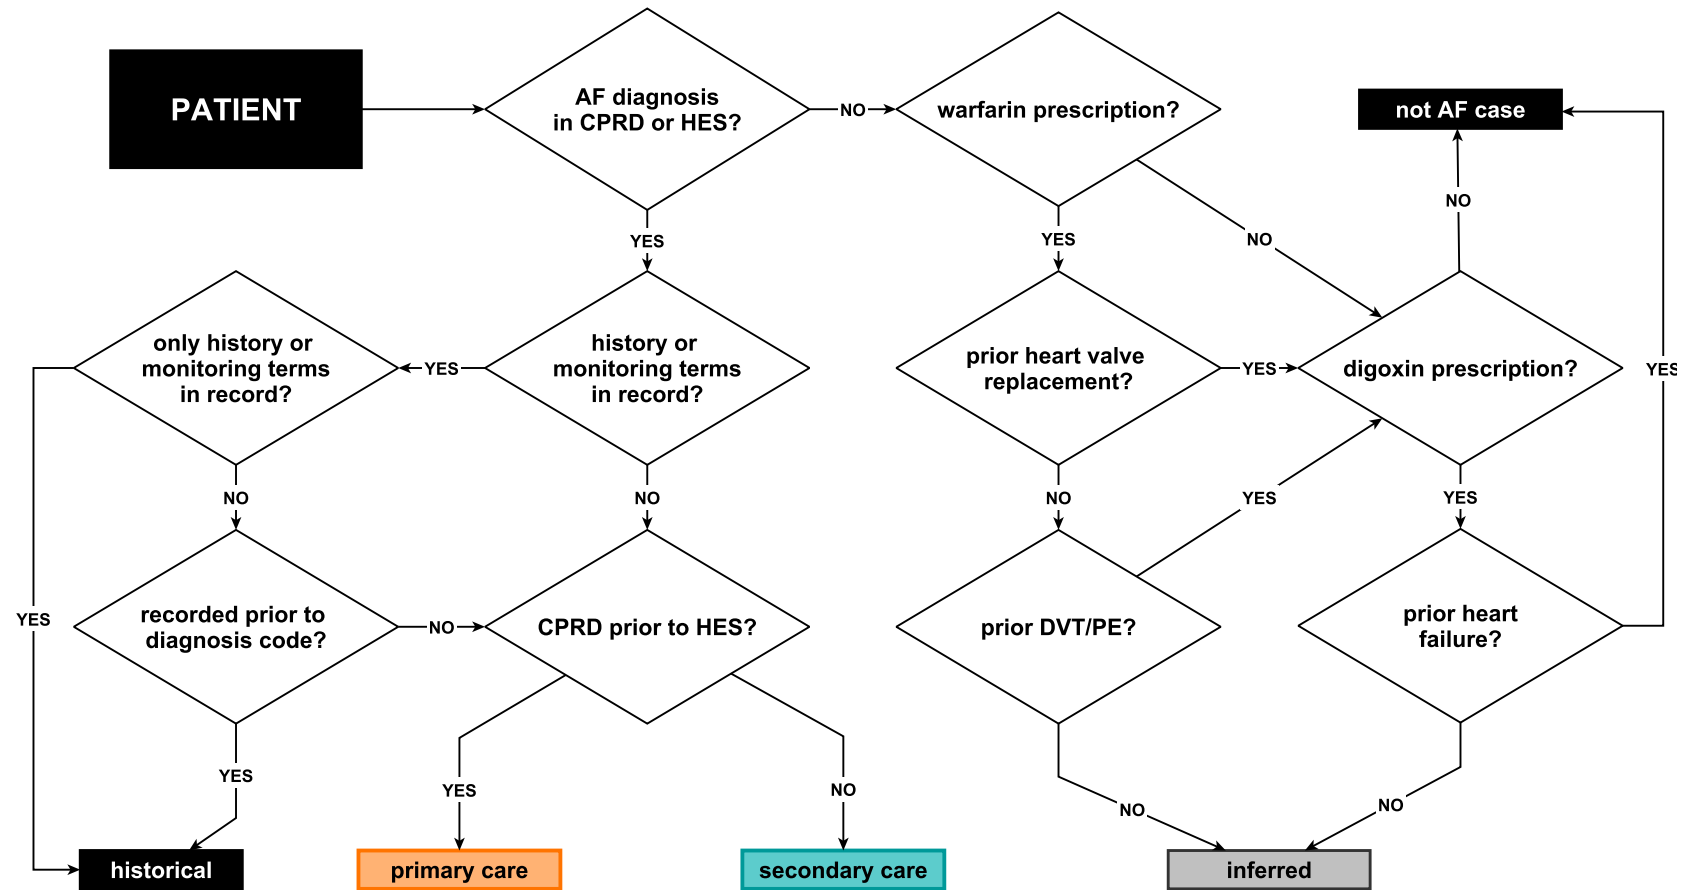 PATIENT
AF diagnosis
in CPRD or HES?
NO
warfarin prescription?
not AF case
YES
YES
NO
NO
only history or
monitoring terms
in record?
YES
history or
monitoring terms
in record?
prior heart valve
replacement?
YES
digoxin prescription?
YES
NO
NO
NO
YES
YES
YES
recorded prior to
diagnosis code?
NO
CPRD prior to HES?
prior DVT/PE?
prior heart
failure?
YES
YES
NO
NO
NO
historical
primary care
secondary care
inferred